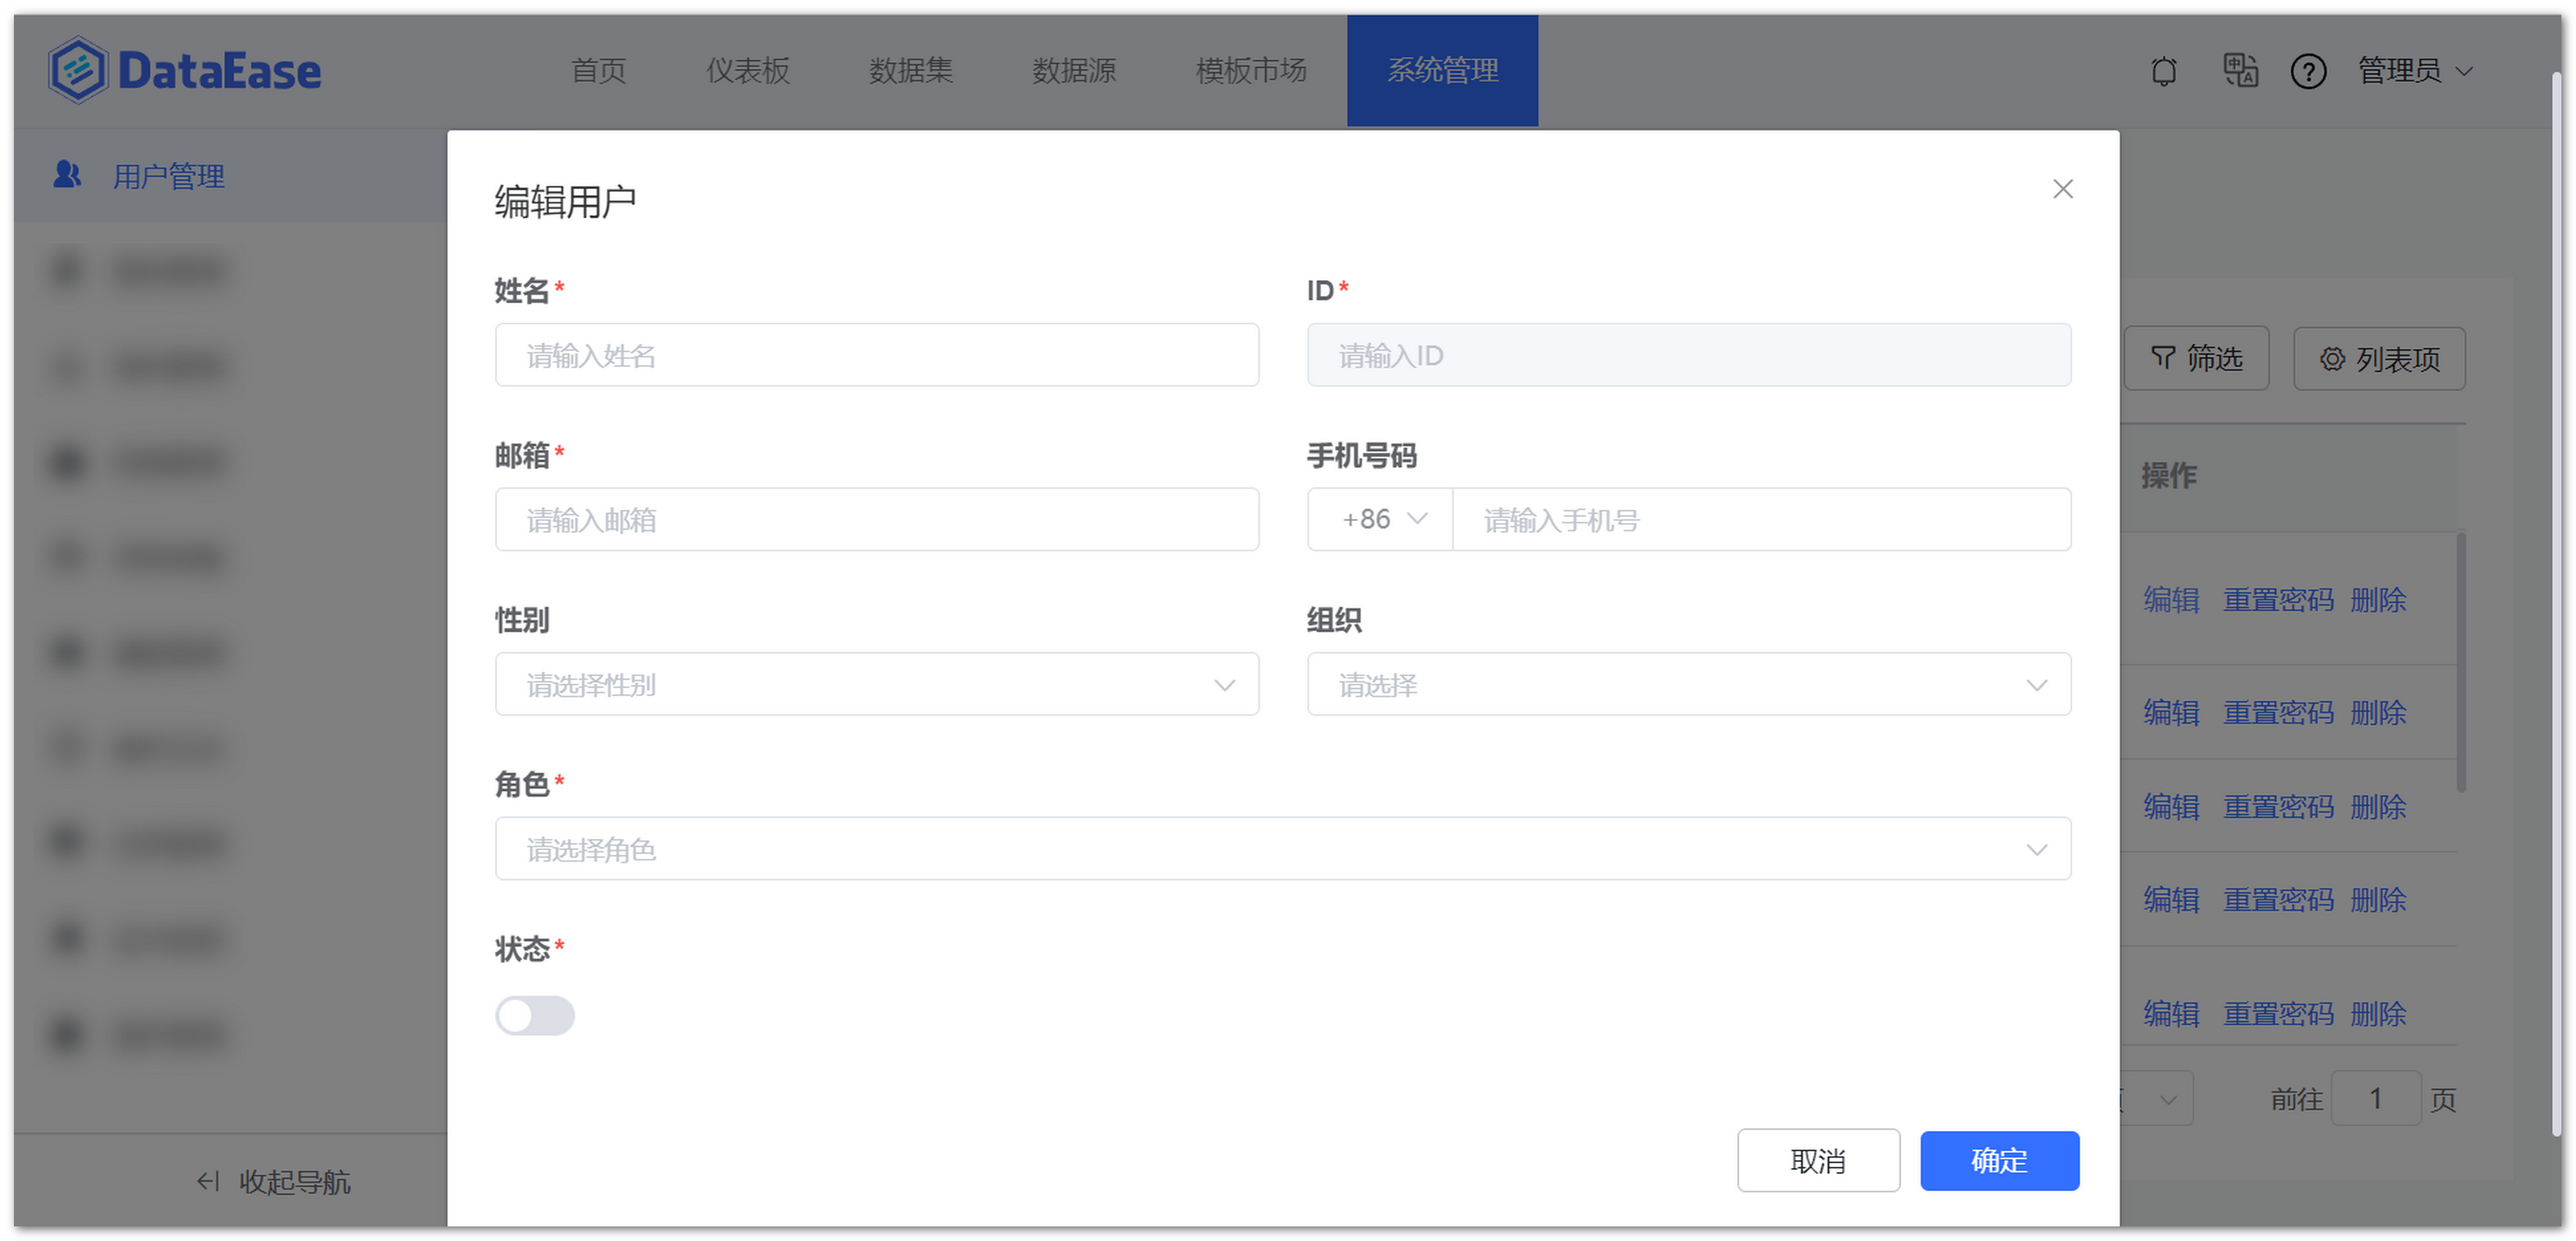 DataEase 首页 仪表板 数据集 数据源 模板市场 系统管理 管理员
用户管理
编辑用户
姓名* ID*
请输入姓名 请输入ID
筛选 列表项
邮箱* 手机号码
操作
请输入邮箱 +86 请输入手机号
编辑 重置密码 删除
性别 组织
请选择性别 请选择
编辑 重置密码 删除
角色*
编辑 重置密码 删除
请选择角色
编辑 重置密码 删除
状态*
编辑 重置密码 删除
前往 1 页
取消 确定
收起导航